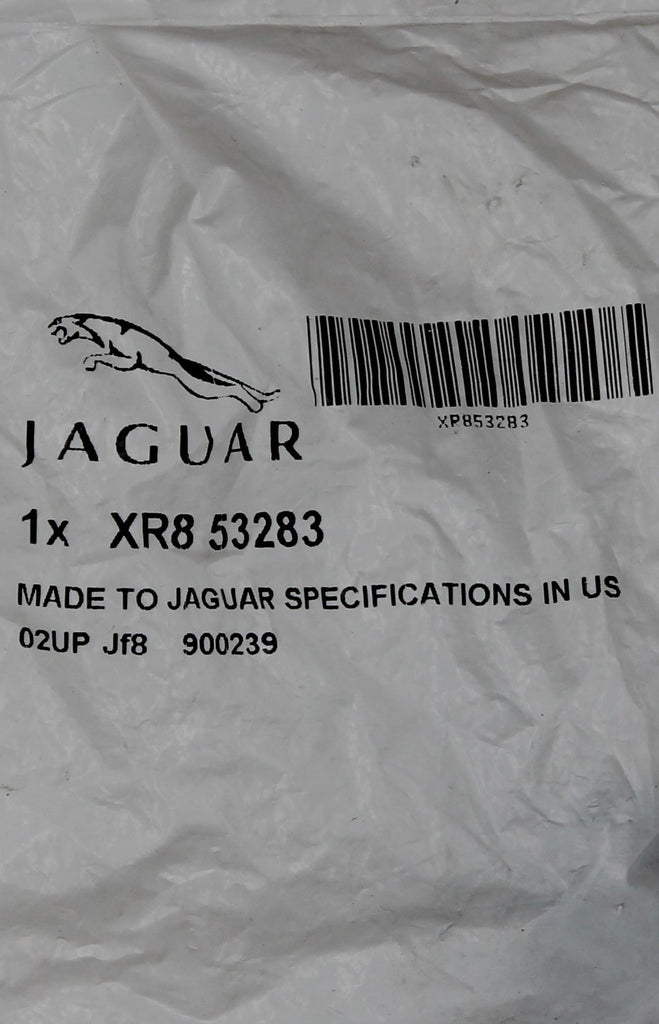 JAGUAR
XR853283
1x XR8 53283
MADE TO JAGUAR SPECIFICATIONS IN US
02UP Jf8 900239